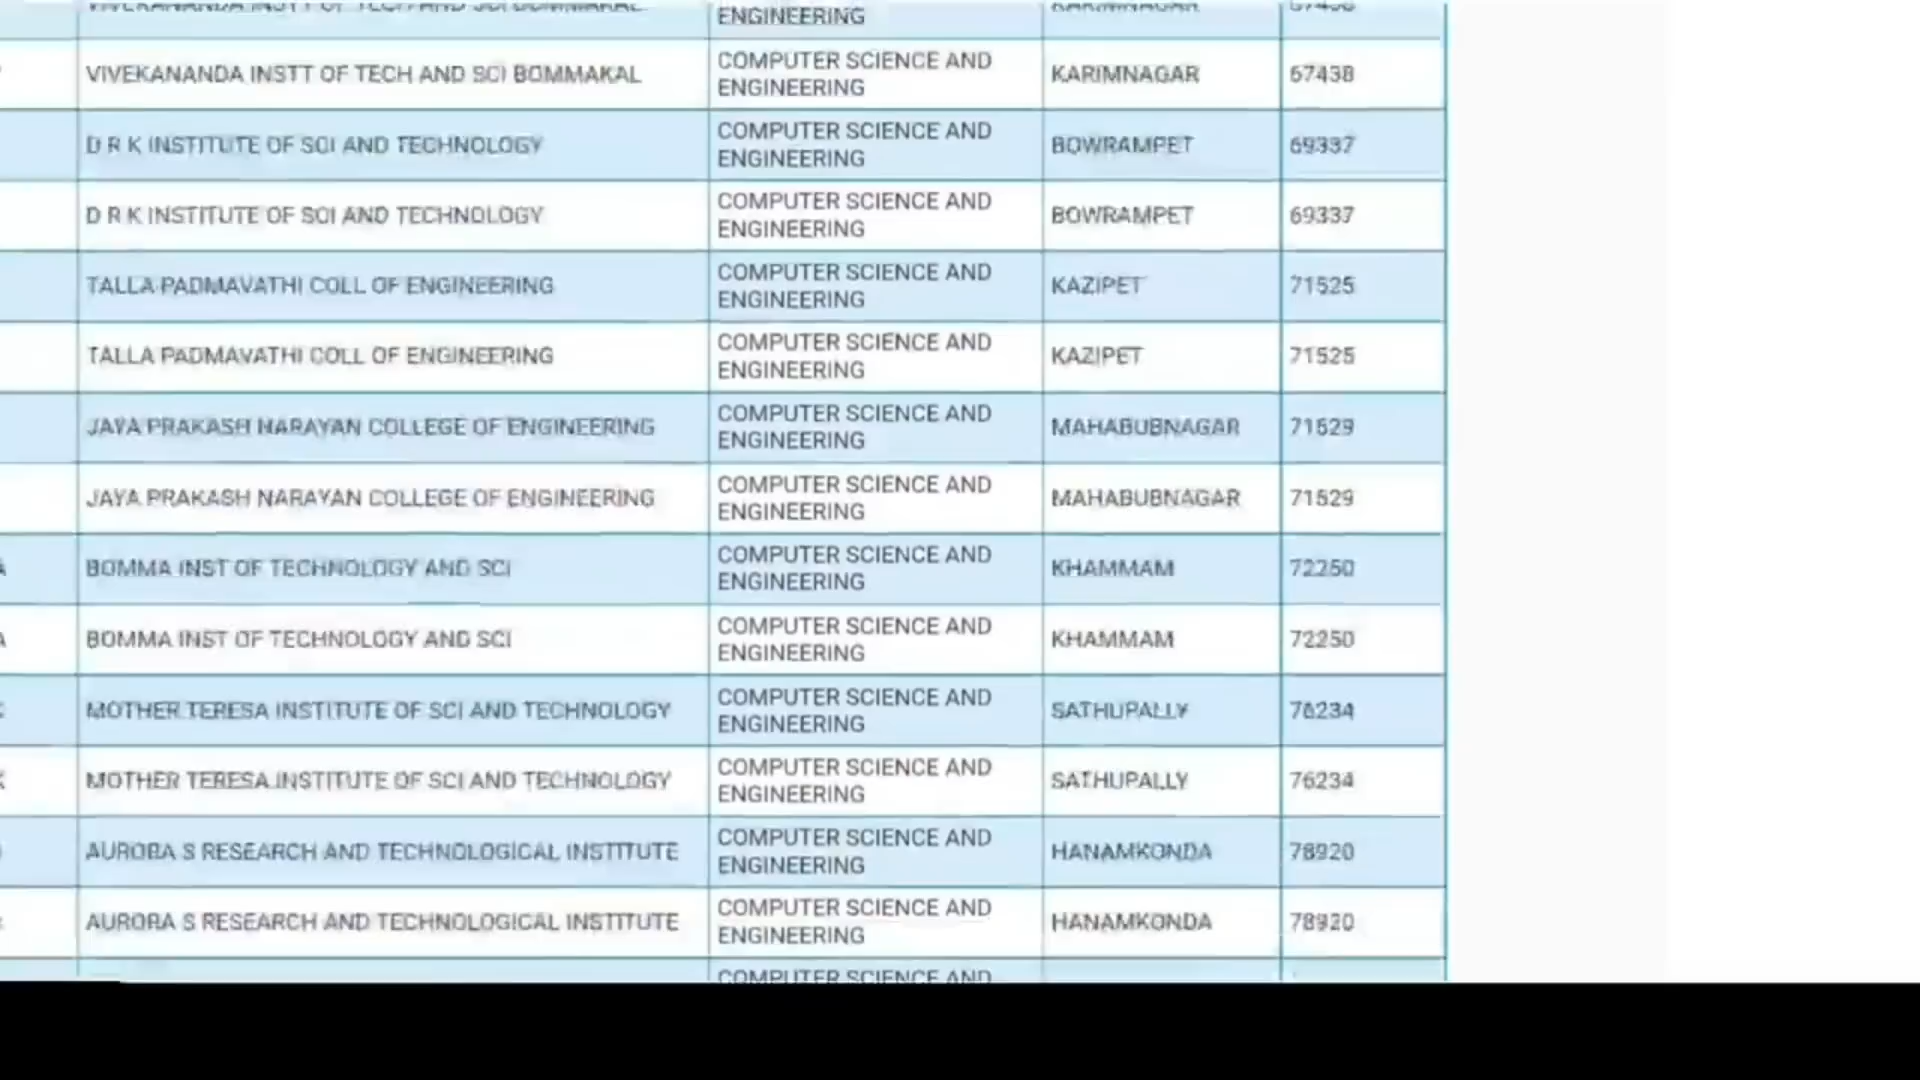 ENGINEERING
VIVEKANANDA INSTT OF TECH AND SCI BOMMAKAL COMPUTER SCIENCE AND ENGINEERING KARIMNAGAR 67438
D R K INSTITUTE OF SCI AND TECHNOLOGY COMPUTER SCIENCE AND ENGINEERING BOWRAMPET 69337
D R K INSTITUTE OF SCI AND TECHNOLOGY COMPUTER SCIENCE AND ENGINEERING BOWRAMPET 69337
TALLA PADMAVATHI COLL OF ENGINEERING COMPUTER SCIENCE AND ENGINEERING KAZIPET 71525
TALLA PADMAVATHI COLL OF ENGINEERING COMPUTER SCIENCE AND ENGINEERING KAZIPET 71525
JAYA PRAKASH NARAYAN COLLEGE OF ENGINEERING COMPUTER SCIENCE AND ENGINEERING MAHABUBNAGAR 71529
JAYA PRAKASH NARAYAN COLLEGE OF ENGINEERING COMPUTER SCIENCE AND ENGINEERING MAHABUBNAGAR 71529
BOMMA INST OF TECHNOLOGY AND SCI COMPUTER SCIENCE AND ENGINEERING KHAMMAM 72250
BOMMA INST OF TECHNOLOGY AND SCI COMPUTER SCIENCE AND ENGINEERING KHAMMAM 72250
MOTHER TERESA INSTITUTE OF SCI AND TECHNOLOGY COMPUTER SCIENCE AND ENGINEERING SATHUPALLY 76234
MOTHER TERESA INSTITUTE OF SCI AND TECHNOLOGY COMPUTER SCIENCE AND ENGINEERING SATHUPALLY 76234
AURORA S RESEARCH AND TECHNOLOGICAL INSTITUTE COMPUTER SCIENCE AND ENGINEERING HANAMKONDA 78920
AURORA S RESEARCH AND TECHNOLOGICAL INSTITUTE COMPUTER SCIENCE AND ENGINEERING HANAMKONDA 78920
COMPUTER SCIENCE AND